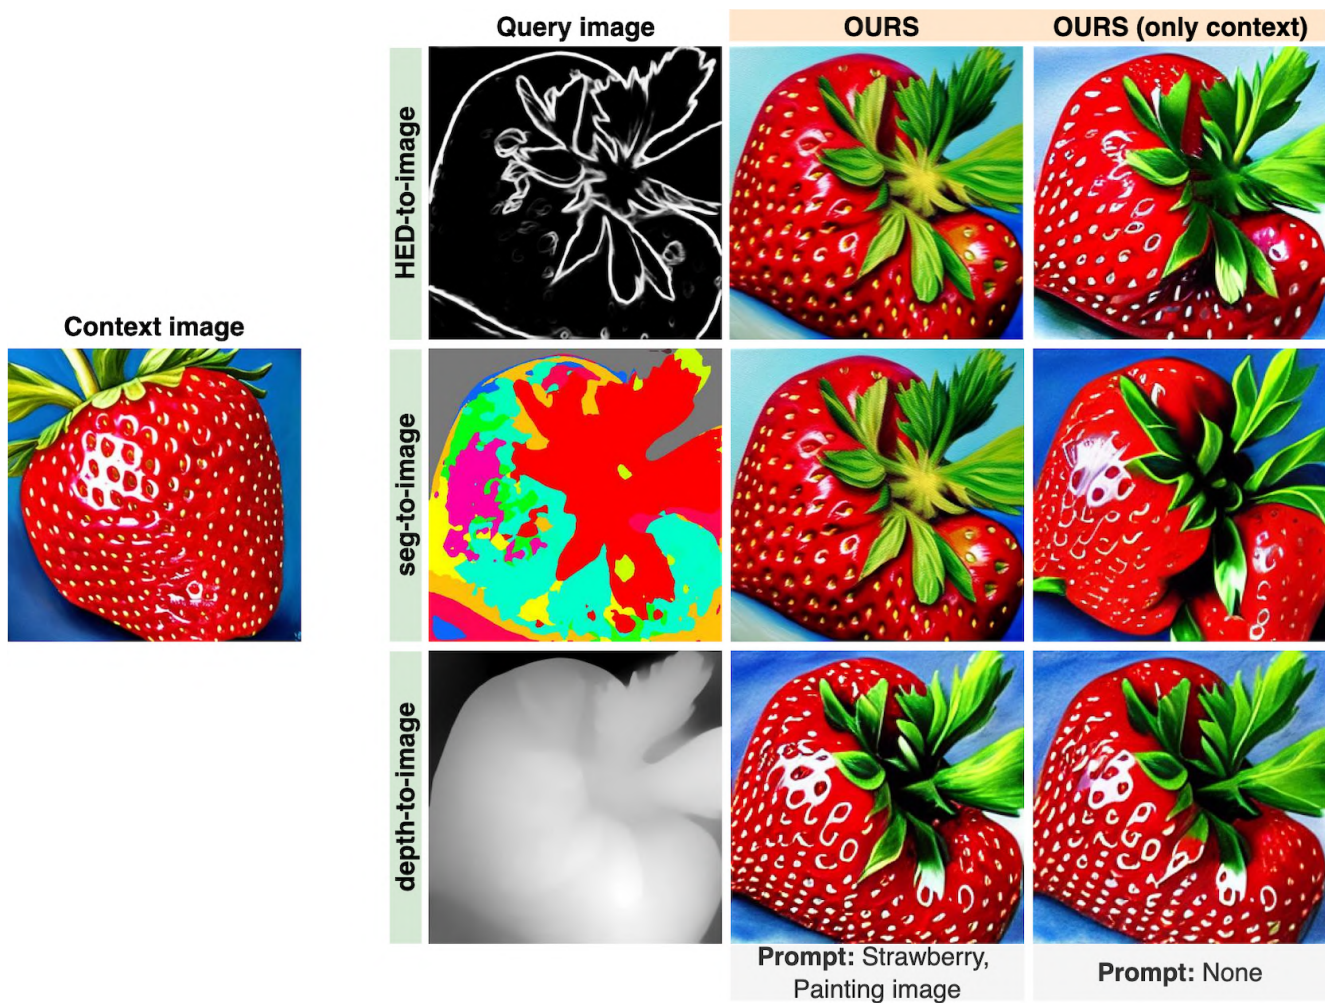 Query image
OURS
OURS (only context)
HED-to-image
Context image
seg-to-image
depth-to-image
Prompt: Strawberry,
Painting image
Prompt: None